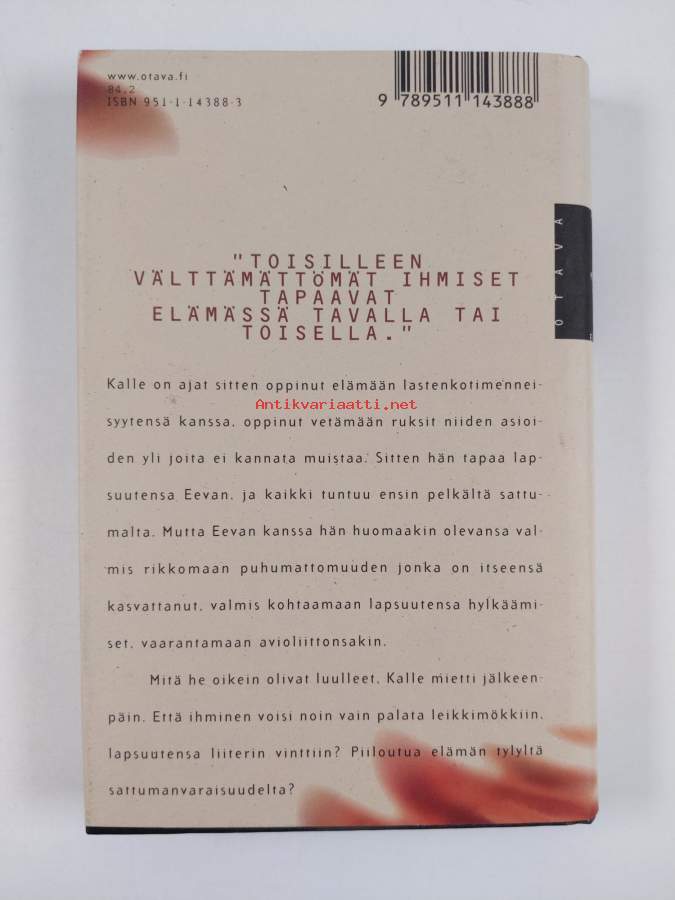 www.otava.fi
84.2
ISBN 951-1-14388-3
9 789511 143888
OTAVA
"TOISILLEEN
VÄLTTÄMÄTTÖMÄT IHMISET
TAPAAVAT
ELÄMÄSSÄ TAVALLA TAI
TOISELLA."
Kalle on ajat sitten oppinut elämään lastenkotimennei-
Antikvariaatti.net
syytensä kanssa, oppinut vetämään ruksit niiden asioi-
den yli joita ei kannata muistaa. Sitten hän tapaa lap-
suutensa Eevan, ja kaikki tuntuu ensin pelkältä sattu-
malta. Mutta Eevan kanssa hän huomaakin olevansa val-
mis rikkomaan puhumattomuuden jonka on itseensä
kasvattanut, valmis kohtaamaan lapsuutensa hylkäämi-
set, vaarantamaan avioliittonsakin.
Mitä he oikein olivat luulleet, Kalle mietti jälkeen-
päin. Että ihminen voisi noin vain palata leikkimökkiin,
lapsuutensa liiterin vinttiin? Piiloutua elämän tylyltä
sattumanvaraisuudelta?